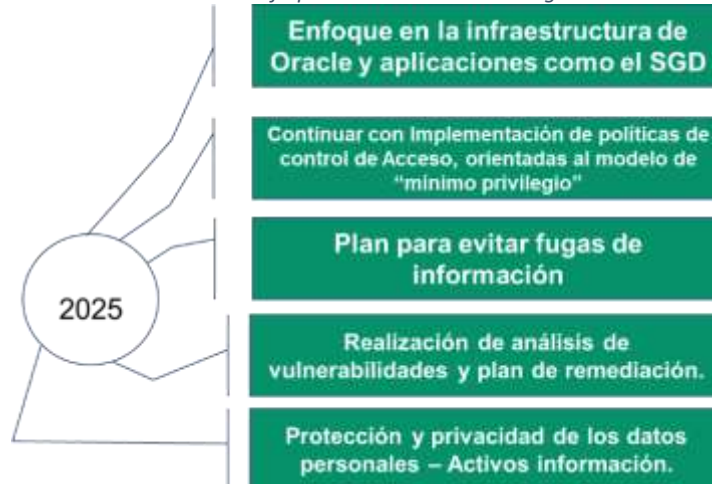 Enfoque en la infraestructura de
Oracle y aplicaciones como el SGD
Continuar con Implementación de políticas de
control de Acceso, orientadas al modelo de
“mínimo privilegio”
Plan para evitar fugas de
información
2025
Realización de análisis de
vulnerabilidades y plan de remediación.
Protección y privacidad de los datos
personales – Activos información.